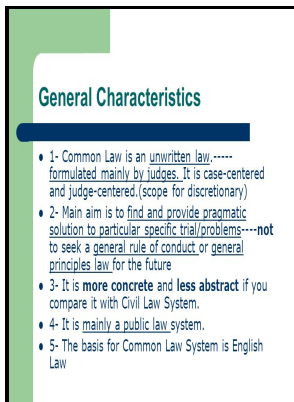 General Characteristics
1- Common Law is an unwritten law.-----
formulated mainly by judges. It is case-centered
and judge-centered.(scope for discretionary)
2- Main aim is to find and provide pragmatic
solution to particular specific trial/problems----not
to seek a general rule of conduct or general
principles law for the future
3- It is more concrete and less abstract if you
compare it with Civil Law System.
4- It is mainly a public law system.
5- The basis for Common Law System is English
Law